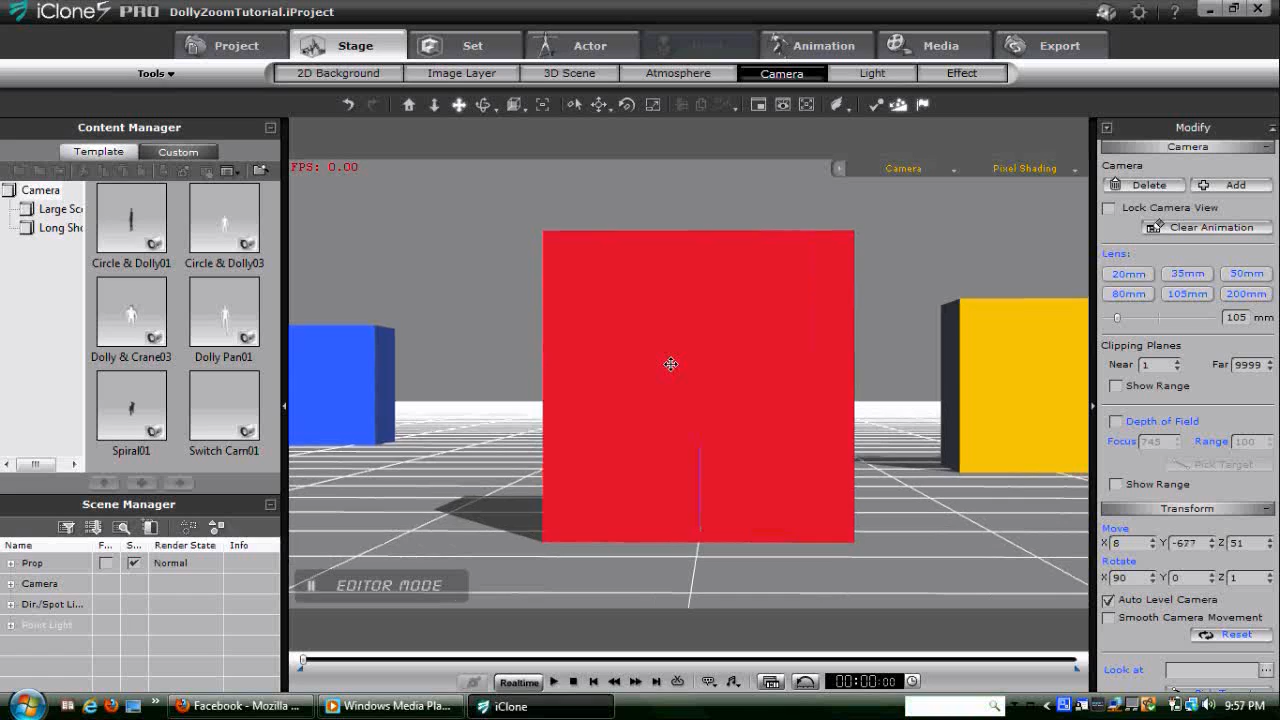 iClone5 PRO DollyZoomTutorial.iProject
Project Stage Set Actor Animation Media Export
Tools 2D Background Image Layer 3D Scene Atmosphere Camera Light Effect
Content Manager
Template Custom
Camera
Large Sc
Long Sho
Circle & Dolly01 Circle & Dolly03
Dolly & Crane03 Dolly Pan01
Spiral01 Switch Cam01
Scene Manager
Name F... S... Render State Info
Prop Normal
Camera
Dir./Spot Li...
Point Light
FPS: 0.00
Camera Pixel Shading
EDITOR MODE
Realtime 00:00:00
Modify
Camera
Camera
Delete Add
Lock Camera View
Clear Animation
Lens:
20mm 35mm 50mm
80mm 105mm 200mm
105 mm
Clipping Planes
Near 1 Far 9999
Show Range
Depth of Field
Focus 745 Range 100
Pick Target
Show Range
Transform
Move
X 8 Y -677 Z 51
Rotate
X 90 Y 0 Z 1
Auto Level Camera
Smooth Camera Movement
Reset
Look at
Facebook - Mozilla ... Windows Media Pla... iClone 9:57 PM